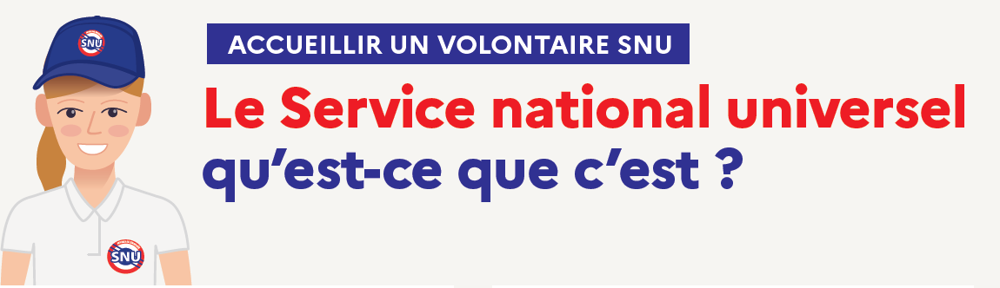 ACCUEILLIR UN VOLONTAIRE SNU
Le Service national universel
qu’est-ce que c’est ?
SNU
SNU